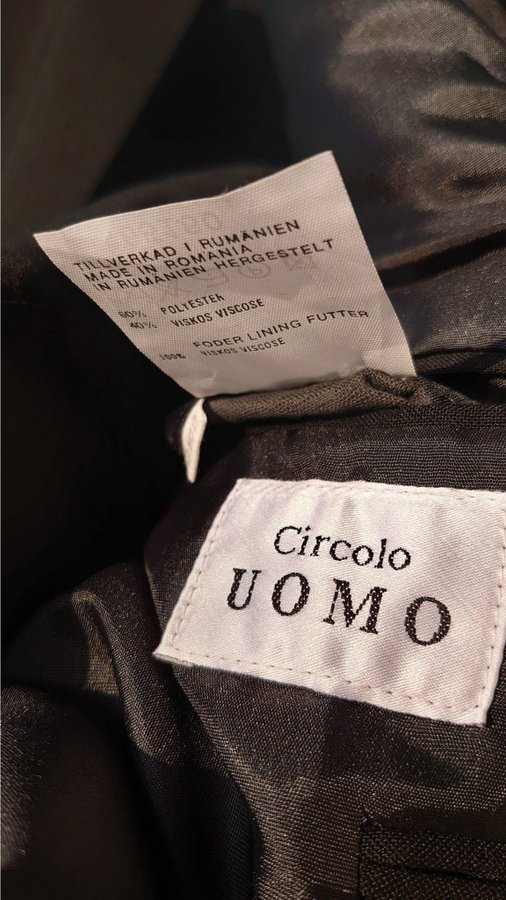 TILLVERKAD I RUMÄNIEN
MADE IN ROMANIA
IN RUMÄNIEN HERGESTELT
60% POLYESTER
40% VISKOS VISCOSE
FODER LINING FUTTER
100% VISKOS VISCOSE
Circolo
UOMO